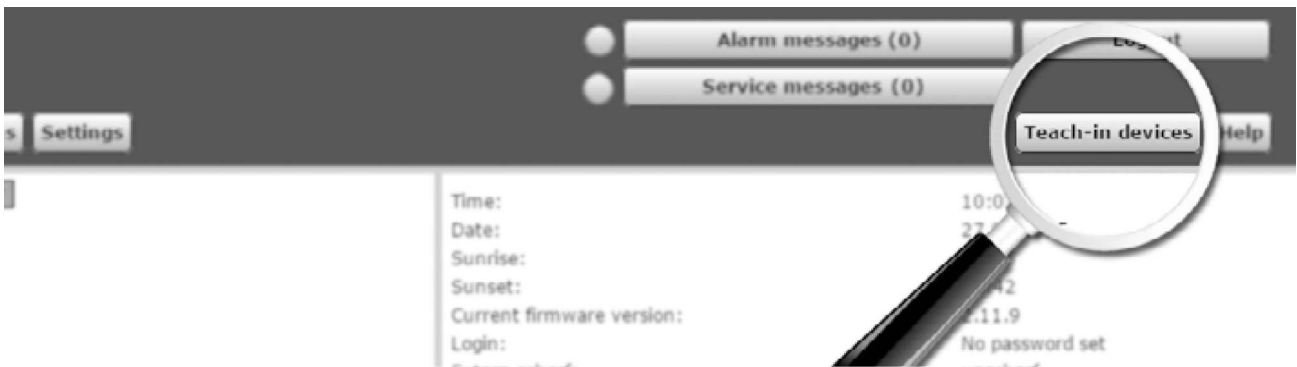 Alarm messages (0)
Service messages (0)
Settings
Teach-in devices
Help
Time:
Date:
Sunrise:
Sunset:
Current firmware version:
Login:
No password set